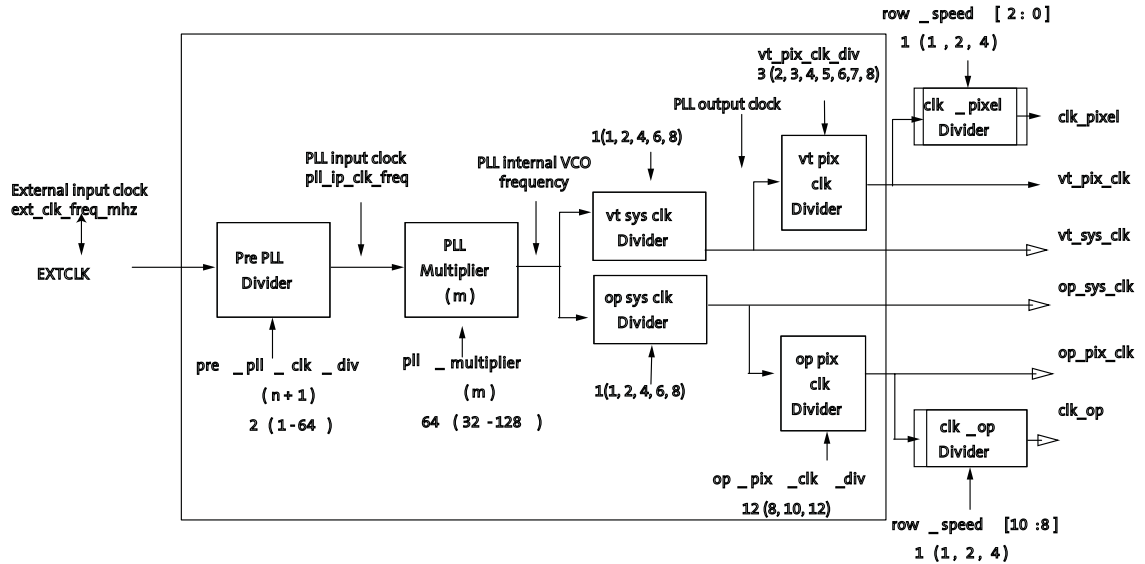 row _speed [ 2 : 0 ]
1 (1 , 2, 4)
vt_pix_clk_div
3 (2, 3, 4, 5, 6,7, 8)
PLL output clock
clk _ pixel
Divider
clk_pixel
1(1, 2, 4, 6, 8)
PLL input clock
pll_ip_clk_freq
PLL internal VCO
frequency
vt pix
clk
Divider
vt_pix_clk
External input clock
ext_clk_freq_mhz
vt sys clk
Divider
vt_sys_clk
EXTCLK
Pre PLL
Divider
PLL
Multiplier
( m )
op sys clk
Divider
op_sys_clk
pre _pll _ clk _ div
( n + 1 )
2 ( 1 -64 )
pll _ multiplier
( m )
64 ( 32 -128 )
1(1, 2, 4, 6, 8)
op pix
clk
Divider
op_pix_clk
clk_op
clk _ op
Divider
op _ pix _clk _div
12 (8, 10, 12)
row _ speed [10 :8 ]
1 (1, 2, 4)